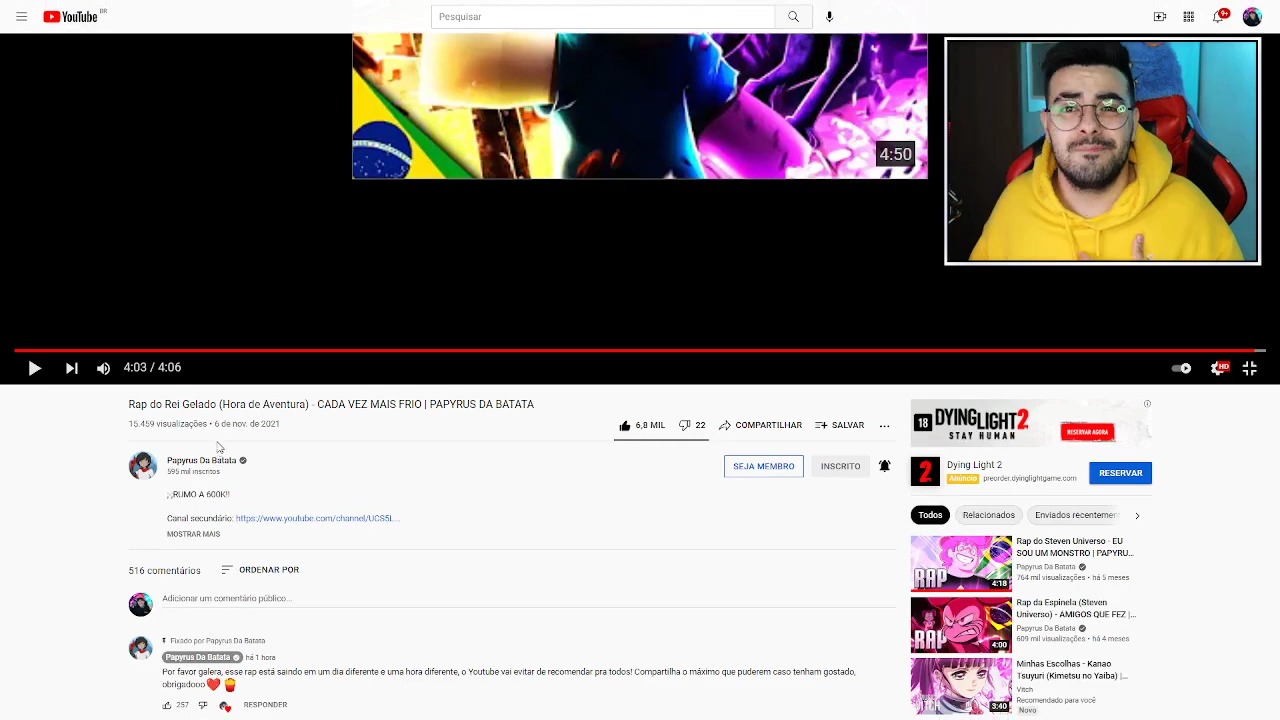 YouTube BR
Pesquisar
9+
4:50
4:03 / 4:06
HD
Rap do Rei Gelado (Hora de Aventura) - CADA VEZ MAIS FRIO | PAPYRUS DA BATATA
15.459 visualizações • 6 de nov. de 2021
6,8 MIL
22
COMPARTILHAR
SALVAR
Papyrus Da Batata
595 mil inscritos
SEJA MEMBRO
INSCRITO
;;RUMO A 600K!!
Canal secundário: https://www.youtube.com/channel/UCS5L...
MOSTRAR MAIS
516 comentários
ORDENAR POR
Adicionar um comentário público...
Fixado por Papyrus Da Batata
Papyrus Da Batata há 1 hora
Por favor galera, esse rap está sendo em um dia diferente e uma hora diferente, o Youtube vai evitar de recomendar pra todos! Compartilha o máximo que puderem caso tenham gostado,
obrigadooo
257
RESPONDER
18
DYING LIGHT 2
STAY HUMAN
RESERVAR AGORA
2
Dying Light 2
Anúncio preorder.dyinglightgame.com
RESERVAR
Todos
Relacionados
Enviados recentemen
RAP
4:18
Rap do Steven Universo - EU
SOU UM MONSTRO | PAPYRU...
Papyrus Da Batata
764 mil visualizações • há 5 meses
RAP
4:00
Rap da Espinela (Steven
Universo) - AMIGOS QUE FEZ |...
Papyrus Da Batata
609 mil visualizações • há 4 meses
3:40
Minhas Escolhas - Kanao
Tsuyuri (Kimetsu no Yaiba) |...
Vitch
Recomendado para você
Novo